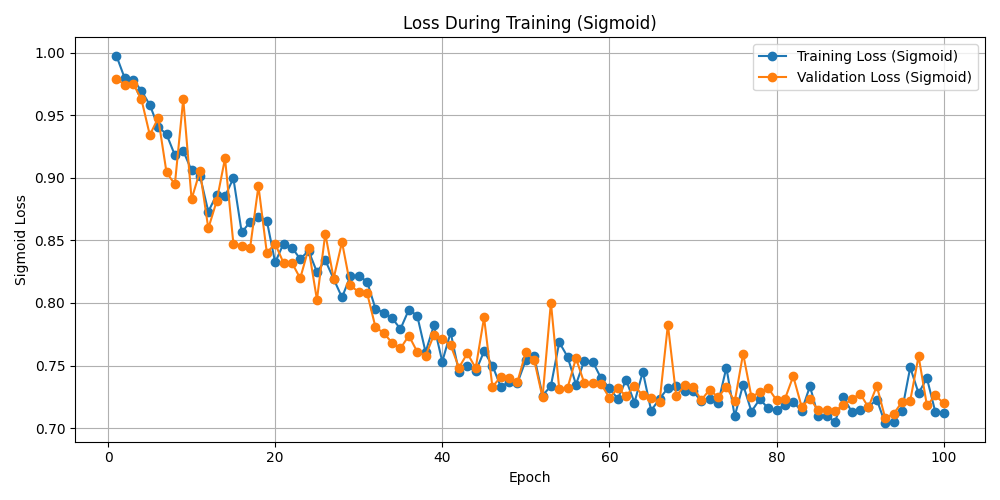 Loss During Training (Sigmoid)
Training Loss (Sigmoid)
Validation Loss (Sigmoid)
Sigmoid Loss
1.00
0.95
0.90
0.85
0.80
0.75
0.70
0 20 40 60 80 100
Epoch